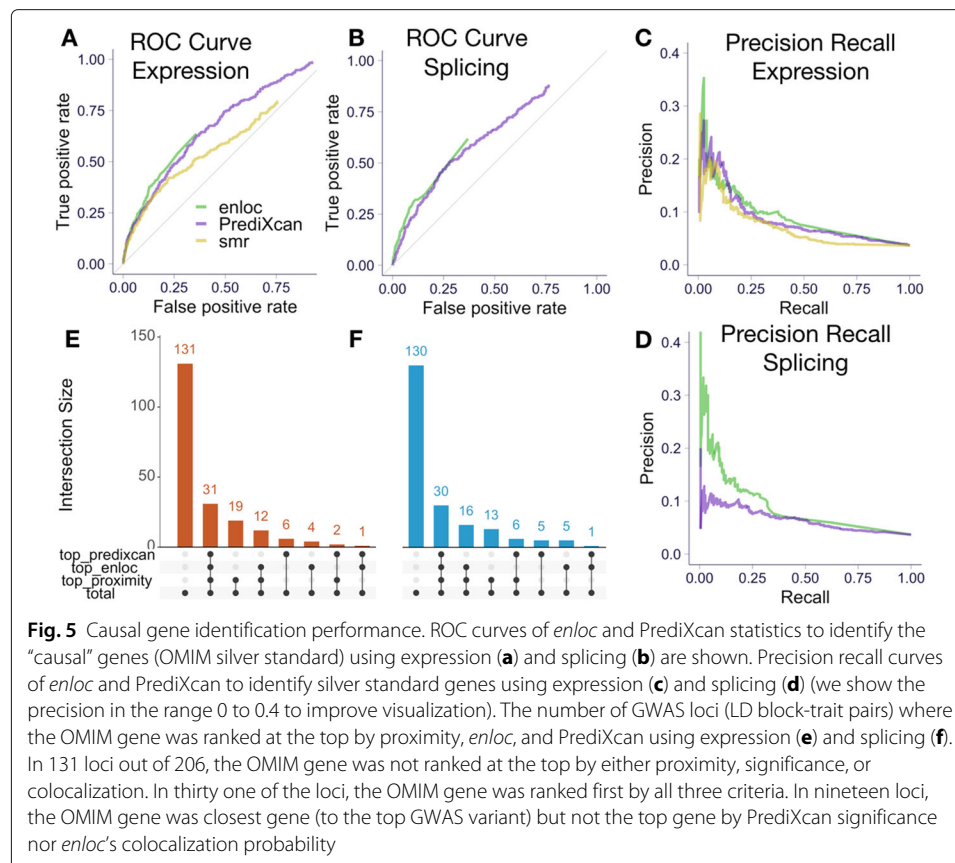 A
ROC Curve
Expression
1.00
0.75
0.50
0.25
0.00
True positive rate
enloc
PrediXcan
smr
0.00 0.25 0.50 0.75
False positive rate
B
ROC Curve
Splicing
1.00
0.75
0.50
0.25
0.00
True positive rate
0.00 0.25 0.50 0.75 1.00
False positive rate
C
Precision Recall
Expression
0.4
0.3
0.2
0.1
0.0
Precision
0.00 0.25 0.50 0.75 1.00
Recall
E
150
100
50
0
Intersection Size
131 31 19 12 6 4 2 1
top_predixcan
top_enloc
top_proximity
total
F
130 30 16 13 6 5 5 1
D
Precision Recall
Splicing
0.4
0.3
0.2
0.1
0.0
Precision
0.00 0.25 0.50 0.75 1.00
Recall
Fig. 5 Causal gene identification performance. ROC curves of enloc and PrediXcan statistics to identify the
“causal” genes (OMIM silver standard) using expression (a) and splicing (b) are shown. Precision recall curves
of enloc and PrediXcan to identify silver standard genes using expression (c) and splicing (d) (we show the
precision in the range 0 to 0.4 to improve visualization). The number of GWAS loci (LD block-trait pairs) where
the OMIM gene was ranked at the top by proximity, enloc, and PrediXcan using expression (e) and splicing (f).
In 131 loci out of 206, the OMIM gene was not ranked at the top by either proximity, significance, or
colocalization. In thirty one of the loci, the OMIM gene was ranked first by all three criteria. In nineteen loci,
the OMIM gene was closest gene (to the top GWAS variant) but not the top gene by PrediXcan significance
nor enloc’s colocalization probability